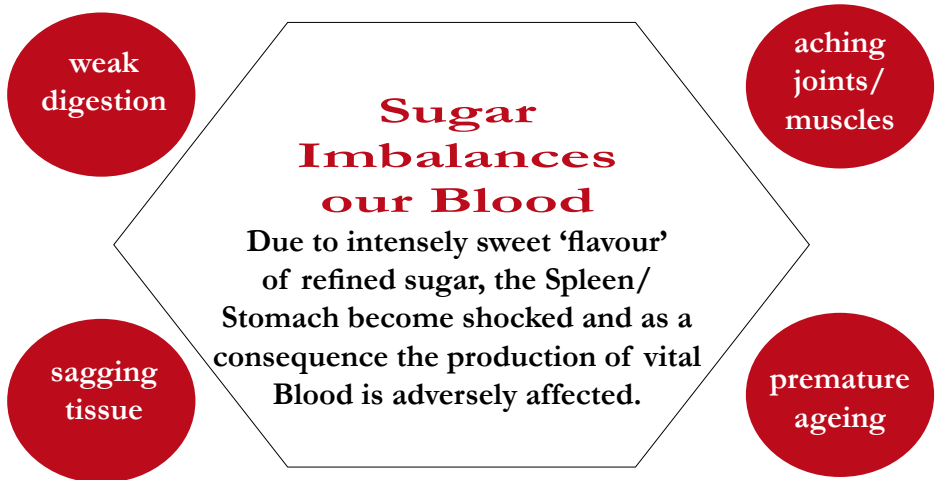 weak
digestion
aching
joints/
muscles
Sugar
Imbalances
our Blood
Due to intensely sweet ‘flavour’
of refined sugar, the Spleen/
Stomach become shocked and as a
consequence the production of vital
Blood is adversely affected.
sagging
tissue
premature
ageing